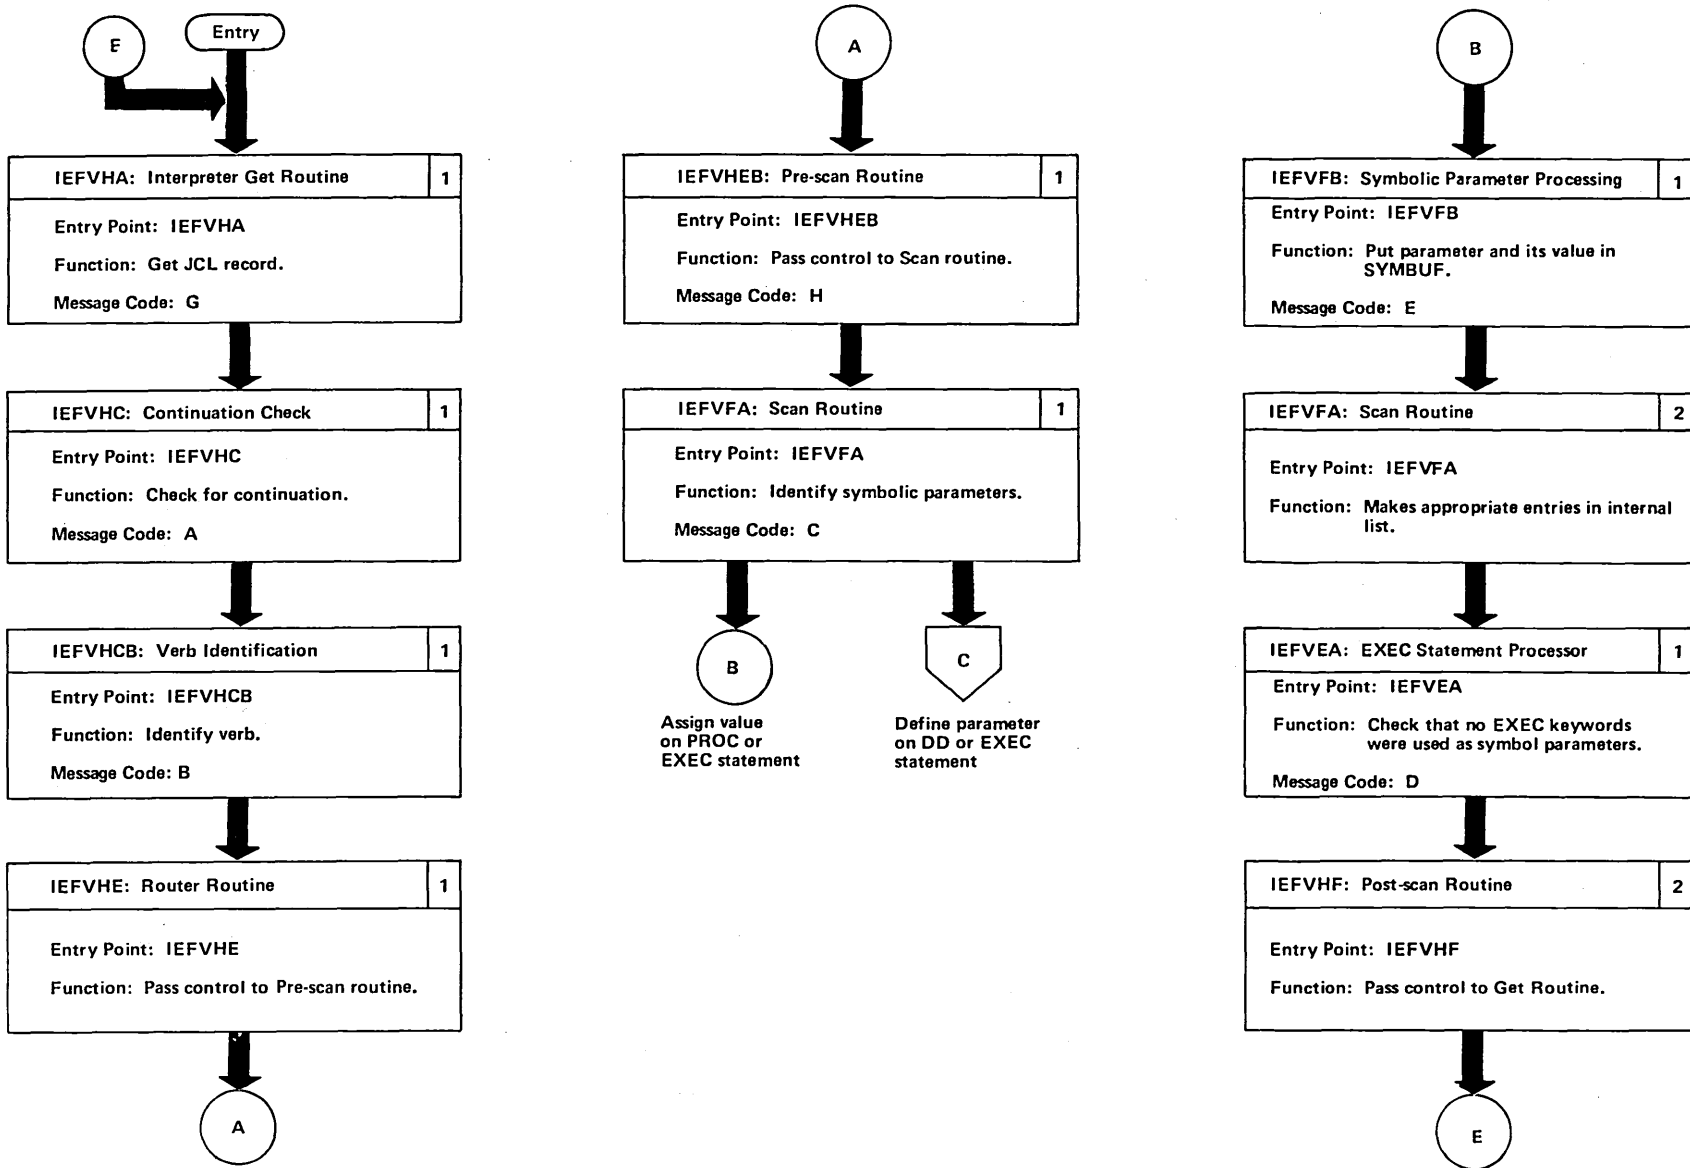 E
Entry
IEFVHA: Interpreter Get Routine
1
Entry Point: IEFVHA
Function: Get JCL record.
Message Code: G
IEFVHC: Continuation Check
1
Entry Point: IEFVHC
Function: Check for continuation.
Message Code: A
IEFVHCB: Verb Identification
1
Entry Point: IEFVHCB
Function: Identify verb.
Message Code: B
IEFVHE: Router Routine
1
Entry Point: IEFVHE
Function: Pass control to Pre-scan routine.
A
A
IEFVHEB: Pre-scan Routine
1
Entry Point: IEFVHEB
Function: Pass control to Scan routine.
Message Code: H
IEFVFA: Scan Routine
1
Entry Point: IEFVFA
Function: Identify symbolic parameters.
Message Code: C
B
Assign value
on PROC or
EXEC statement
C
Define parameter
on DD or EXEC
statement
B
IEFVFB: Symbolic Parameter Processing
1
Entry Point: IEFVFB
Function: Put parameter and its value in
SYMBUF.
Message Code: E
IEFVFA: Scan Routine
2
Entry Point: IEFVFA
Function: Makes appropriate entries in internal
list.
IEFVEA: EXEC Statement Processor
1
Entry Point: IEFVEA
Function: Check that no EXEC keywords
were used as symbol parameters.
Message Code: D
IEFVHF: Post-scan Routine
2
Entry Point: IEFVHF
Function: Pass control to Get Routine.
E